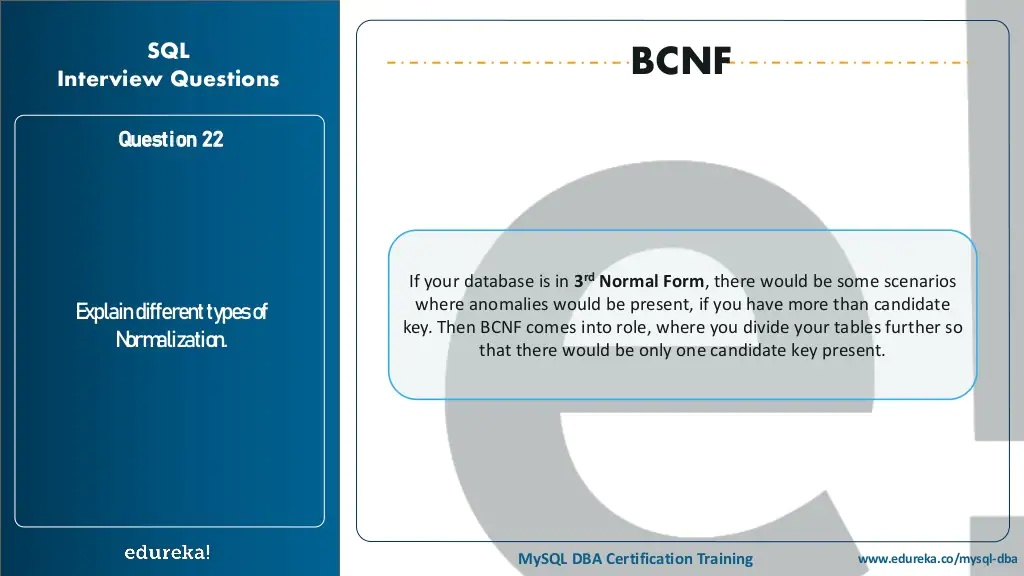 SQL
Interview Questions
Question 22
Explain different types of
Normalization.
edureka!
BCNF
If your database is in 3rd Normal Form, there would be some scenarios
where anomalies would be present, if you have more than candidate
key. Then BCNF comes into role, where you divide your tables further so
that there would be only one candidate key present.
MySQL DBA Certification Training
www.edureka.co/mysql-dba